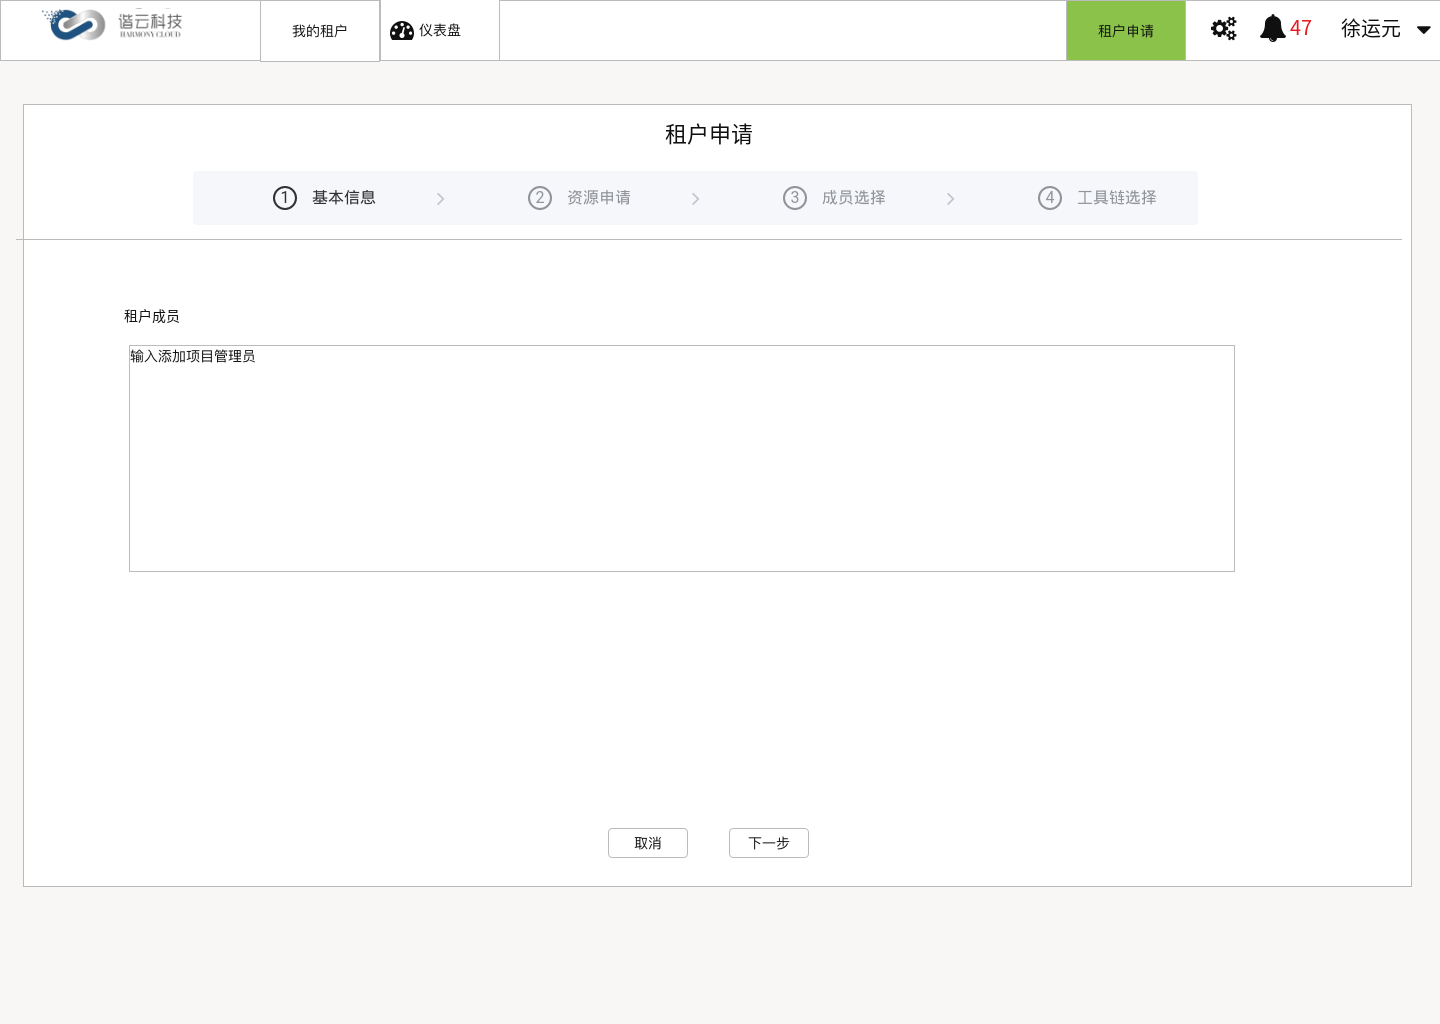 谐云科技
HARMONY CLOUD
我的租户
仪表盘
租户申请
47
徐运元
租户申请
1 基本信息
2 资源申请
3 成员选择
4 工具链选择
租户成员
输入添加项目管理员
取消
下一步